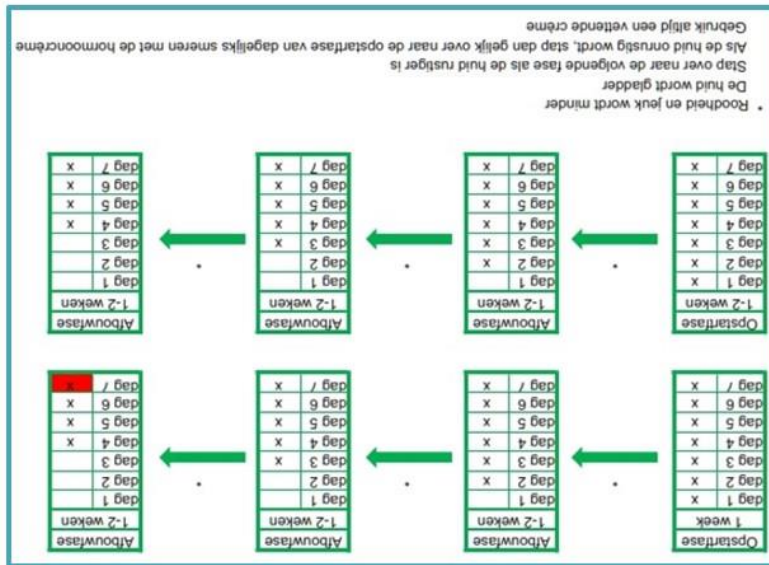 Opstartfase
1 week
dag 1 x
dag 2 x
dag 3 x
dag 4 x
dag 5 x
dag 6 x
dag 7 x
*
Afbouwfase
1-2 weken
dag 1
dag 2 x
dag 3 x
dag 4 x
dag 5 x
dag 6 x
dag 7 x
*
Afbouwfase
1-2 weken
dag 1
dag 2
dag 3 x
dag 4 x
dag 5 x
dag 6 x
dag 7 x
*
Afbouwfase
1-2 weken
dag 1
dag 2
dag 3
dag 4 x
dag 5 x
dag 6 x
dag 7 x
Opstartfase
1-2 weken
dag 1 x
dag 2 x
dag 3 x
dag 4 x
dag 5 x
dag 6 x
dag 7 x
*
Afbouwfase
1-2 weken
dag 1
dag 2 x
dag 3 x
dag 4 x
dag 5 x
dag 6 x
dag 7 x
*
Afbouwfase
1-2 weken
dag 1
dag 2
dag 3 x
dag 4 x
dag 5 x
dag 6 x
dag 7 x
*
Afbouwfase
1-2 weken
dag 1
dag 2
dag 3
dag 4 x
dag 5 x
dag 6 x
dag 7 x
* Roodheid en jeuk wordt minder
De huid wordt gladder
Stap over naar de volgende fase als de huid rustiger is
Als de huid onrustig wordt, stap dan gelijk over naar de opstartfase van dagelijks smeren met de hormooncrème
Gebruik altijd een vettende crème